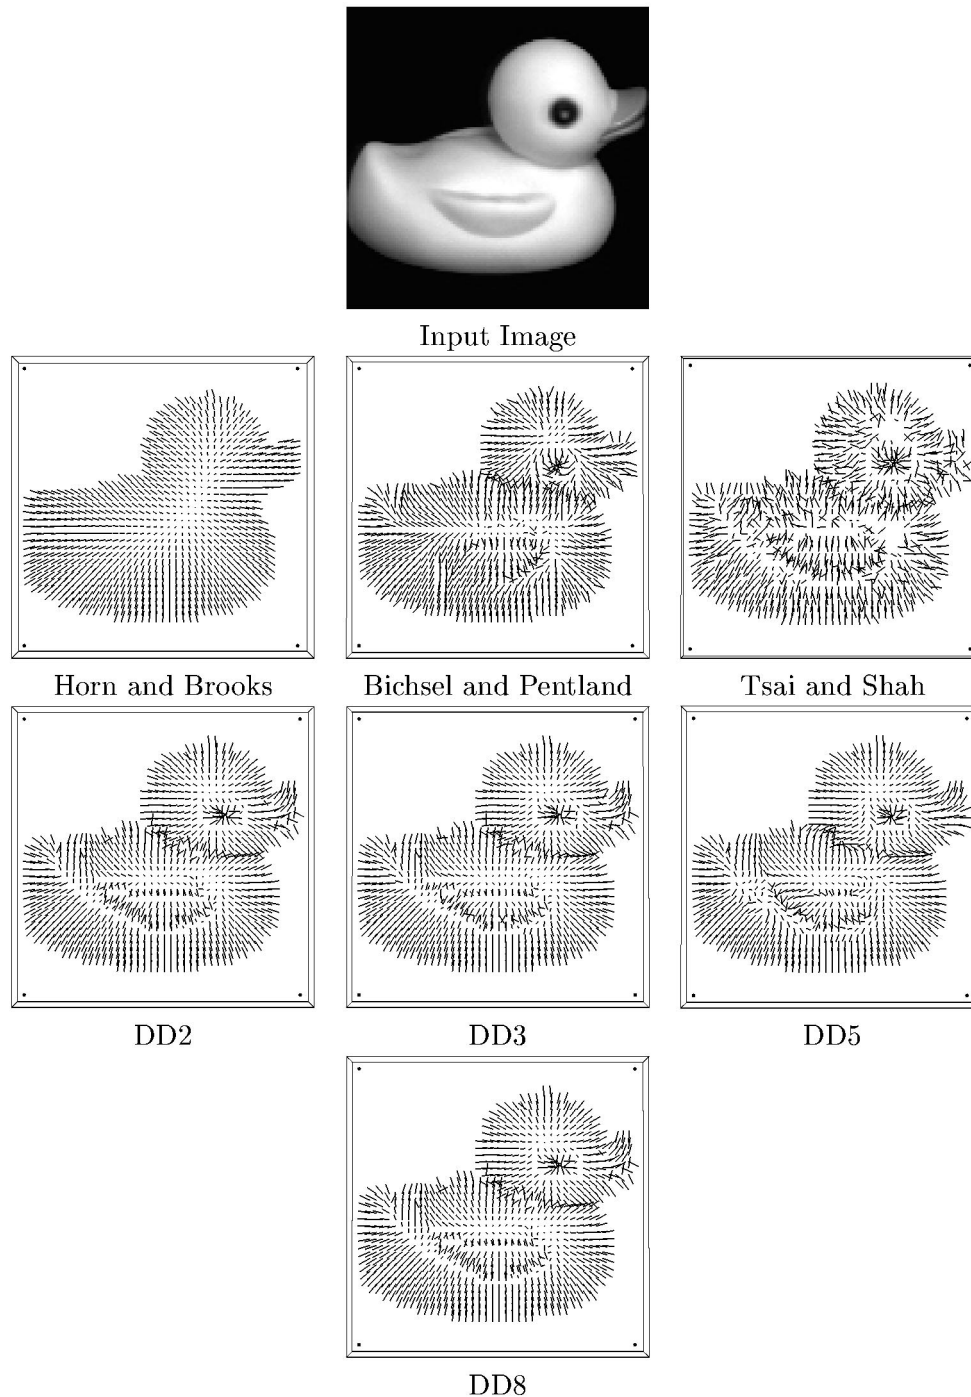 Input Image
Horn and Brooks
Bichsel and Pentland
Tsai and Shah
DD2
DD3
DD5
DD8